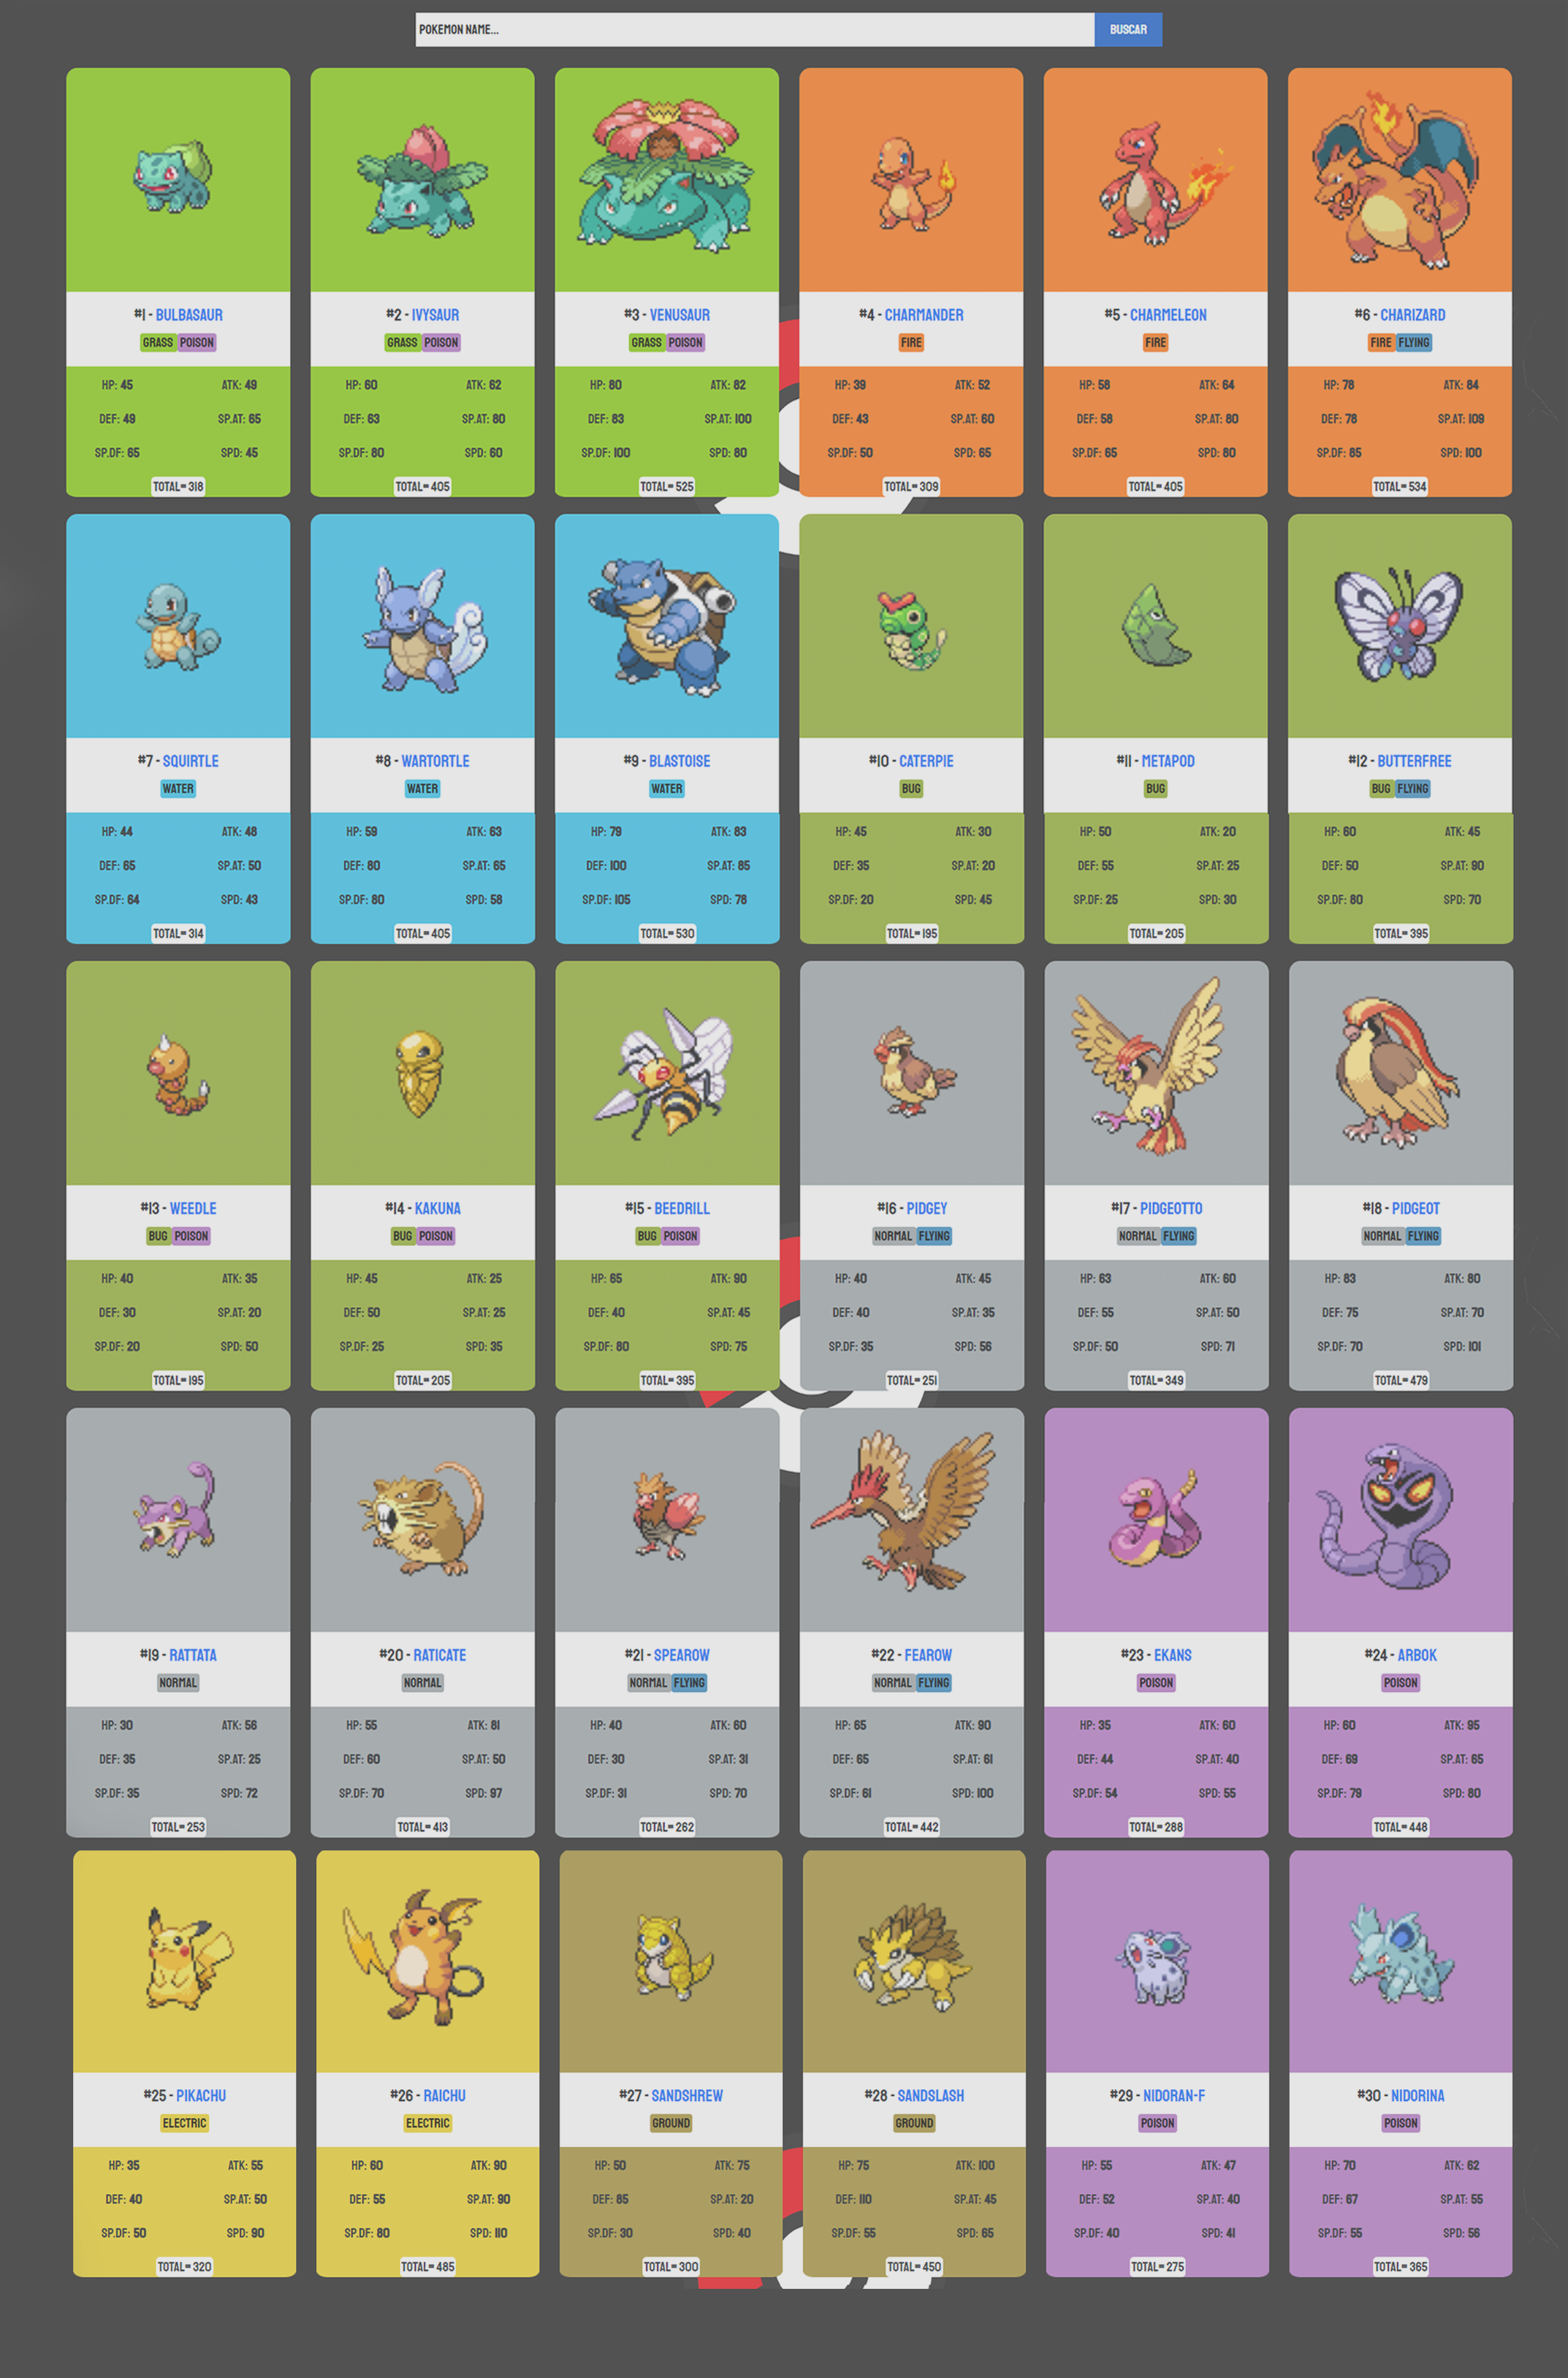 POKEMON NAME... BUSCAR
#1 - BULBASAUR #2 - IVYSAUR #3 - VENUSAUR #4 - CHARMANDER #5 - CHARMELEON #6 - CHARIZARD
GRASS POISON GRASS POISON GRASS POISON FIRE FIRE FIRE FLYING
HP: 45 ATK: 49 HP: 60 ATK: 62 HP: 80 ATK: 82 HP: 39 ATK: 52 HP: 58 ATK: 64 HP: 78 ATK: 84
DEF: 49 SP.AT: 65 DEF: 63 SP.AT: 80 DEF: 83 SP.AT: 100 DEF: 43 SP.AT: 60 DEF: 58 SP.AT: 80 DEF: 78 SP.AT: 109
SP.DF: 65 SPD: 45 SP.DF: 80 SPD: 60 SP.DF: 100 SPD: 80 SP.DF: 50 SPD: 65 SP.DF: 65 SPD: 80 SP.DF: 85 SPD: 100
TOTAL= 318 TOTAL= 405 TOTAL= 525 TOTAL= 309 TOTAL= 405 TOTAL= 534
#7 - SQUIRTLE #8 - WARTORTLE #9 - BLASTOISE #10 - CATERPIE #11 - METAPOD #12 - BUTTERFREE
WATER WATER WATER BUG BUG BUG FLYING
HP: 44 ATK: 48 HP: 59 ATK: 63 HP: 79 ATK: 83 HP: 45 ATK: 30 HP: 50 ATK: 20 HP: 60 ATK: 45
DEF: 65 SP.AT: 50 DEF: 80 SP.AT: 65 DEF: 100 SP.AT: 85 DEF: 35 SP.AT: 20 DEF: 55 SP.AT: 25 DEF: 50 SP.AT: 90
SP.DF: 64 SPD: 43 SP.DF: 80 SPD: 58 SP.DF: 105 SPD: 78 SP.DF: 20 SPD: 45 SP.DF: 25 SPD: 30 SP.DF: 80 SPD: 70
TOTAL= 314 TOTAL= 405 TOTAL= 530 TOTAL= 195 TOTAL= 205 TOTAL= 395
#13 - WEEDLE #14 - KAKUNA #15 - BEEDRILL #16 - PIDGEY #17 - PIDGEOTTO #18 - PIDGEOT
BUG POISON BUG POISON BUG POISON NORMAL FLYING NORMAL FLYING NORMAL FLYING
HP: 40 ATK: 35 HP: 45 ATK: 25 HP: 65 ATK: 90 HP: 40 ATK: 45 HP: 63 ATK: 60 HP: 83 ATK: 80
DEF: 30 SP.AT: 20 DEF: 50 SP.AT: 25 DEF: 40 SP.AT: 45 DEF: 40 SP.AT: 35 DEF: 55 SP.AT: 50 DEF: 75 SP.AT: 70
SP.DF: 20 SPD: 50 SP.DF: 25 SPD: 35 SP.DF: 80 SPD: 75 SP.DF: 35 SPD: 56 SP.DF: 50 SPD: 71 SP.DF: 70 SPD: 101
TOTAL= 195 TOTAL= 205 TOTAL= 395 TOTAL= 251 TOTAL= 349 TOTAL= 479
#19 - RATTATA #20 - RATICATE #21 - SPEAROW #22 - FEAROW #23 - EKANS #24 - ARBOK
NORMAL NORMAL NORMAL FLYING NORMAL FLYING POISON POISON
HP: 30 ATK: 56 HP: 55 ATK: 81 HP: 40 ATK: 60 HP: 65 ATK: 90 HP: 35 ATK: 60 HP: 60 ATK: 95
DEF: 35 SP.AT: 25 DEF: 60 SP.AT: 50 DEF: 30 SP.AT: 31 DEF: 65 SP.AT: 61 DEF: 44 SP.AT: 40 DEF: 69 SP.AT: 65
SP.DF: 35 SPD: 72 SP.DF: 70 SPD: 97 SP.DF: 31 SPD: 70 SP.DF: 61 SPD: 100 SP.DF: 54 SPD: 55 SP.DF: 79 SPD: 80
TOTAL= 253 TOTAL= 413 TOTAL= 262 TOTAL= 442 TOTAL= 288 TOTAL= 448
#25 - PIKACHU #26 - RAICHU #27 - SANDSHREW #28 - SANDSLASH #29 - NIDORAN-F #30 - NIDORINA
ELECTRIC ELECTRIC GROUND GROUND POISON POISON
HP: 35 ATK: 55 HP: 60 ATK: 90 HP: 50 ATK: 75 HP: 75 ATK: 100 HP: 55 ATK: 47 HP: 70 ATK: 62
DEF: 40 SP.AT: 50 DEF: 55 SP.AT: 90 DEF: 85 SP.AT: 20 DEF: 110 SP.AT: 45 DEF: 52 SP.AT: 40 DEF: 67 SP.AT: 55
SP.DF: 50 SPD: 90 SP.DF: 80 SPD: 110 SP.DF: 30 SPD: 40 SP.DF: 55 SPD: 65 SP.DF: 40 SPD: 41 SP.DF: 55 SPD: 56
TOTAL= 320 TOTAL= 485 TOTAL= 300 TOTAL= 450 TOTAL= 275 TOTAL= 365